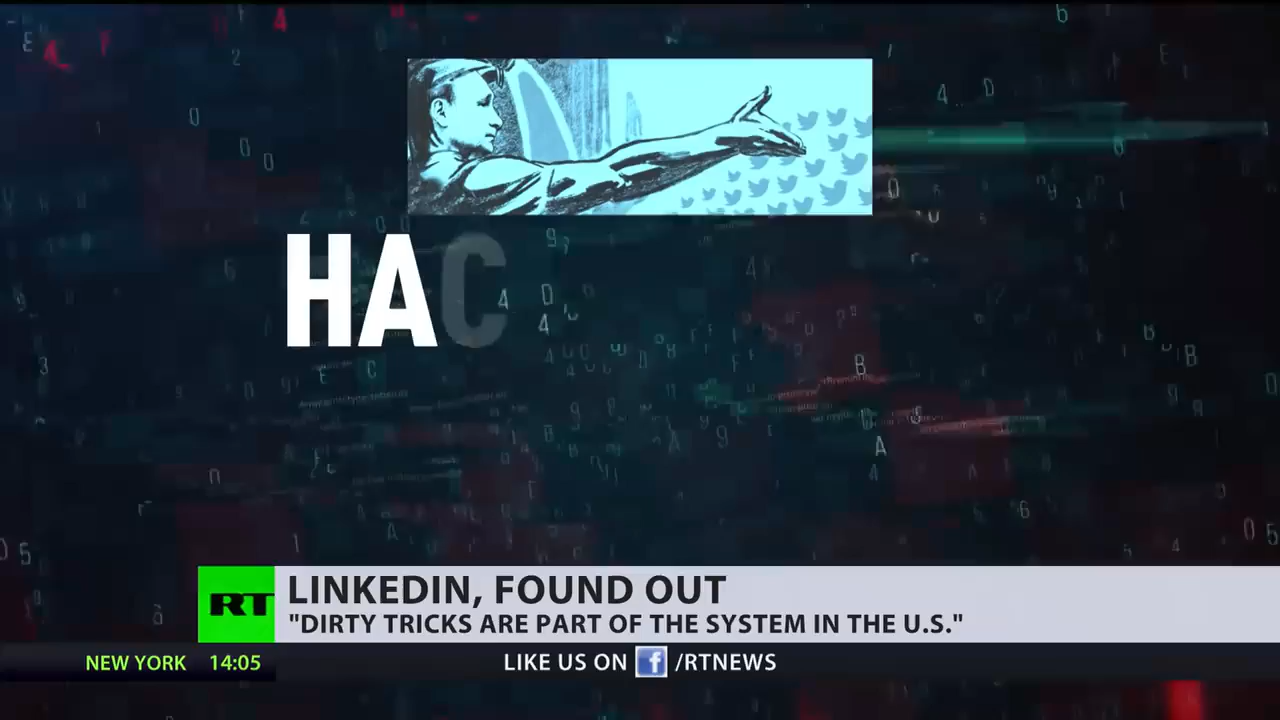 HAC
RT
LINKEDIN, FOUND OUT
"DIRTY TRICKS ARE PART OF THE SYSTEM IN THE U.S."
NEW YORK 14:05
LIKE US ON f /RTNEWS